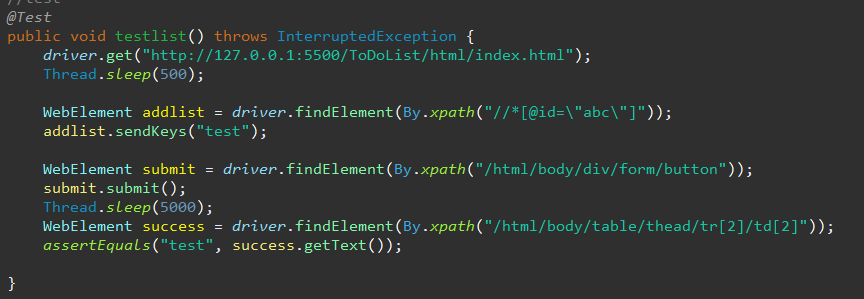 //test
@Test
public void testlist() throws InterruptedException {
driver.get("http://127.0.0.1:5500/ToDoList/html/index.html");
Thread.sleep(500);
WebElement addlist = driver.findElement(By.xpath("//*[@id=\"abc\"]"));
addlist.sendKeys("test");
WebElement submit = driver.findElement(By.xpath("/html/body/div/form/button"));
submit.submit();
Thread.sleep(5000);
WebElement success = driver.findElement(By.xpath("/html/body/table/thead/tr[2]/td[2]"));
assertEquals("test", success.getText());
}